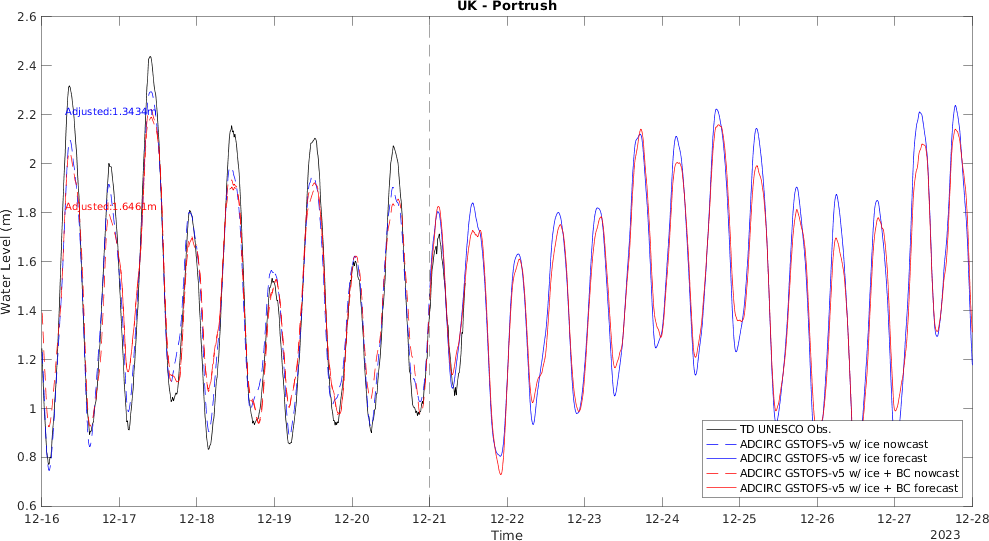 UK - Portrush
2.6
2.4
2.2
2
1.8
1.6
1.4
1.2
1
0.8
0.6
Water Level (m)
Adjusted:1.3434m
Adjusted:1.6461m
TD UNESCO Obs.
ADCIRC GSTOFS-v5 w/ ice nowcast
ADCIRC GSTOFS-v5 w/ ice forecast
ADCIRC GSTOFS-v5 w/ ice + BC nowcast
ADCIRC GSTOFS-v5 w/ ice + BC forecast
12-16 12-17 12-18 12-19 12-20 12-21 12-22 12-23 12-24 12-25 12-26 12-27 12-28
Time
2023